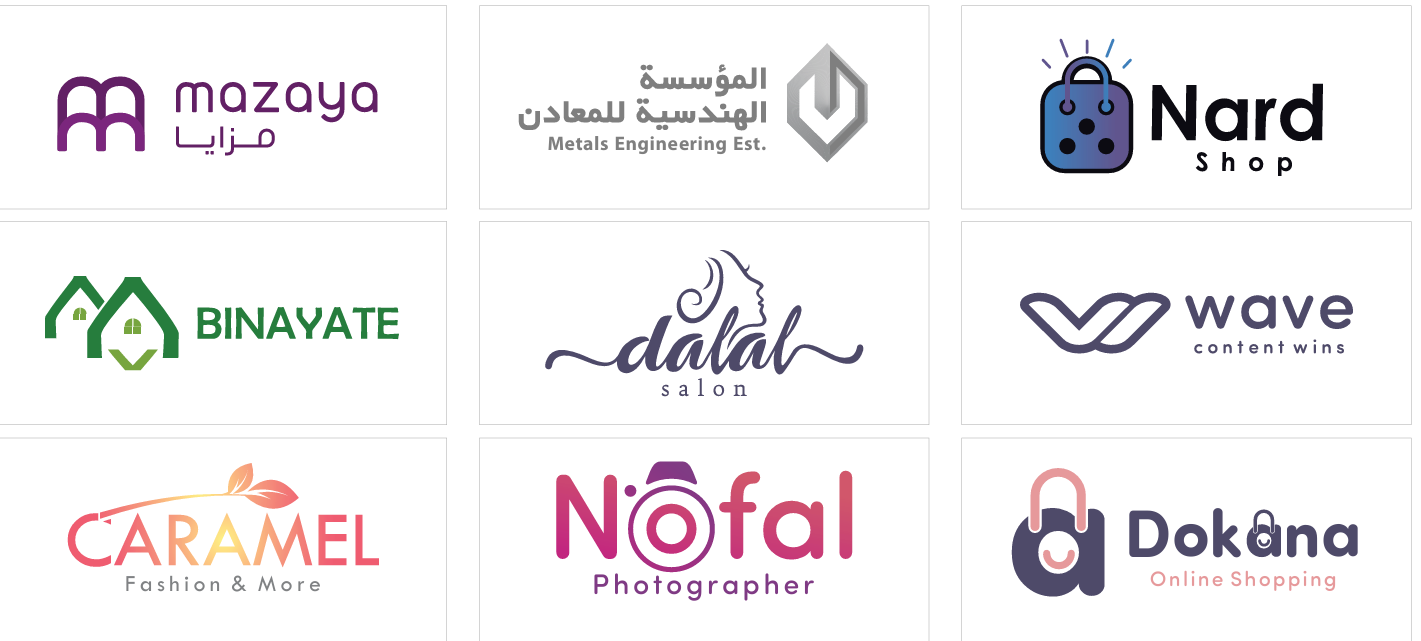 mazaya
مزايا
المؤسسة
الهندسية للمعادن
Metals Engineering Est.
Nard
Shop
BINAYATE
dalal
salon
wave
content wins
CARAMEL
Fashion & More
Nofal
Photographer
Dokana
Online Shopping